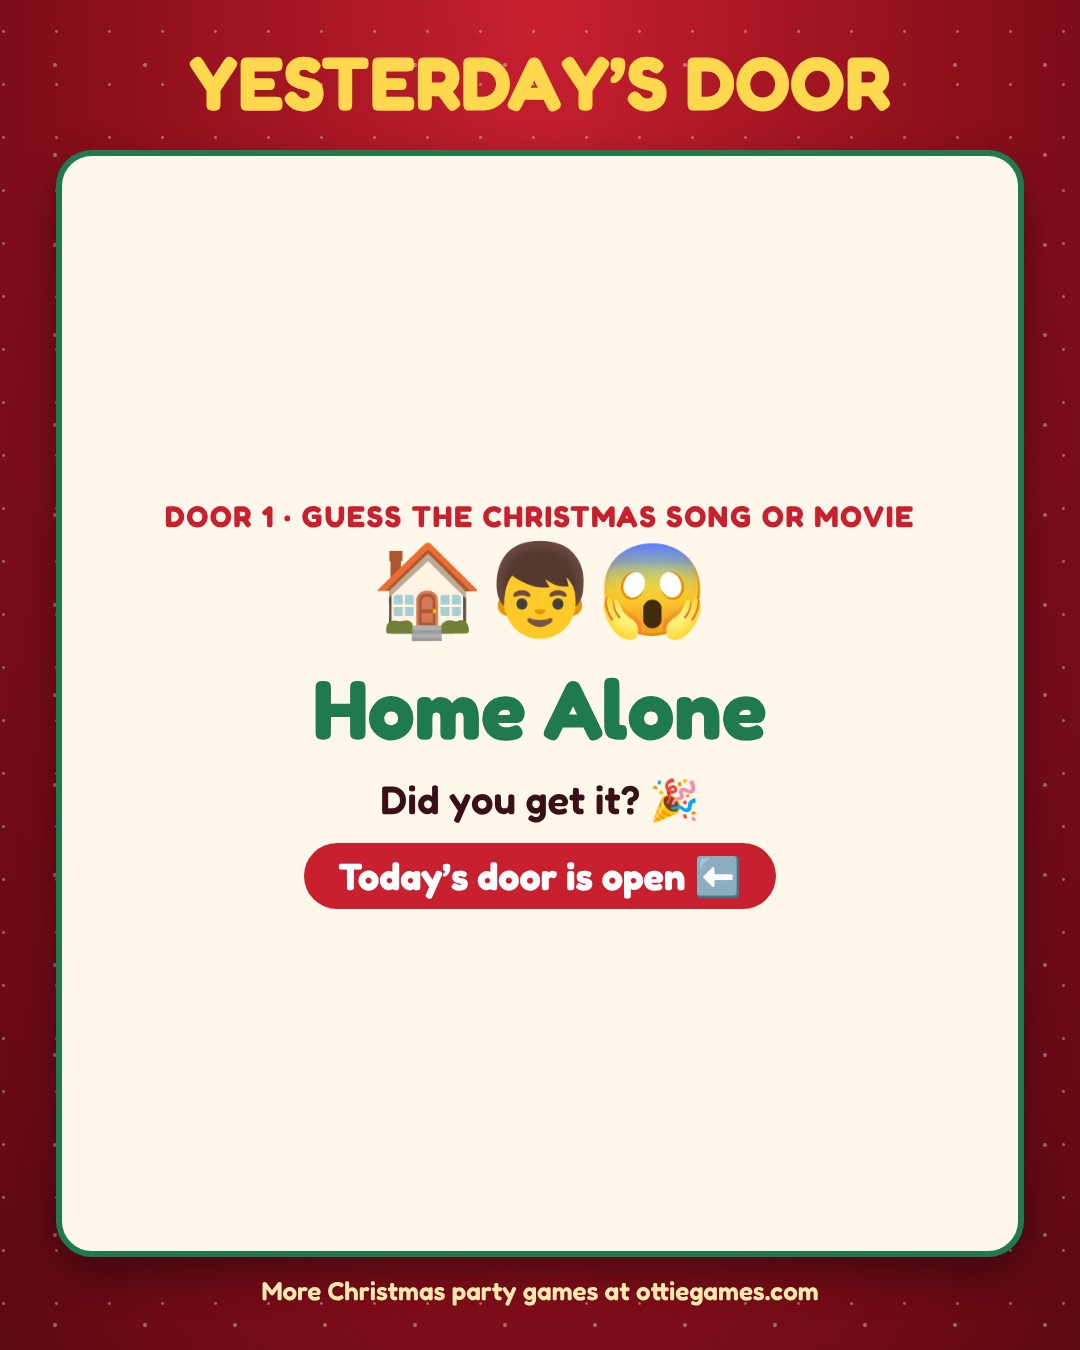 YESTERDAY’S DOOR
DOOR 1 · GUESS THE CHRISTMAS SONG OR MOVIE
🏠👦😱
Home Alone
Did you get it? 🎉
Today’s door is open ⬅️
More Christmas party games at ottiegames.com